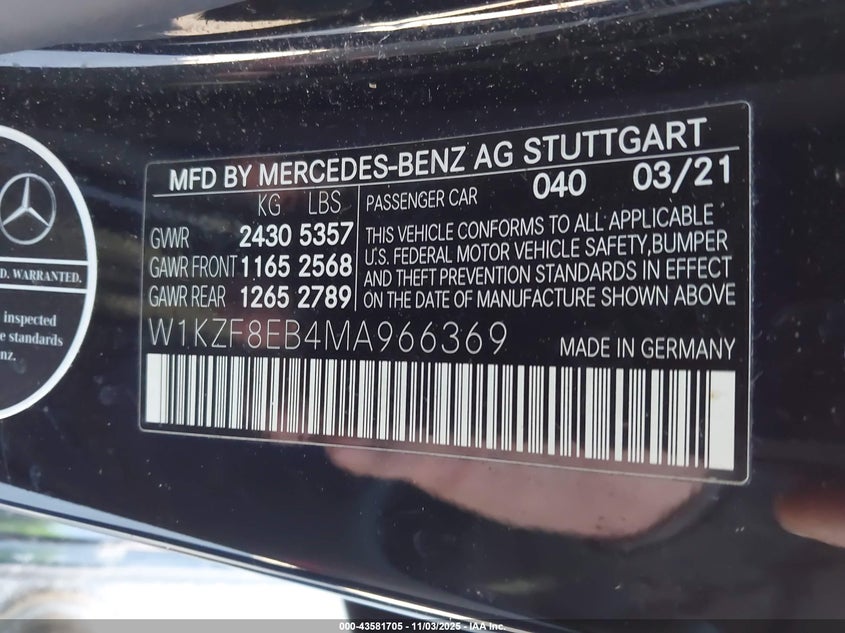 MFD BY MERCEDES-BENZ AG STUTTGART
KG LBS
PASSENGER CAR 040 03/21
GVWR 2430 5357
GAWR FRONT 1165 2568
GAWR REAR 1265 2789
THIS VEHICLE CONFORMS TO ALL APPLICABLE
U.S. FEDERAL MOTOR VEHICLE SAFETY,BUMPER
AND THEFT PREVENTION STANDARDS IN EFFECT
ON THE DATE OF MANUFACTURE SHOWN ABOVE
W1KZF8EB4MA966369
MADE IN GERMANY
WARRANTED.
inspected
standards
000-43581705 - 11/03/2025 - IAA Inc.